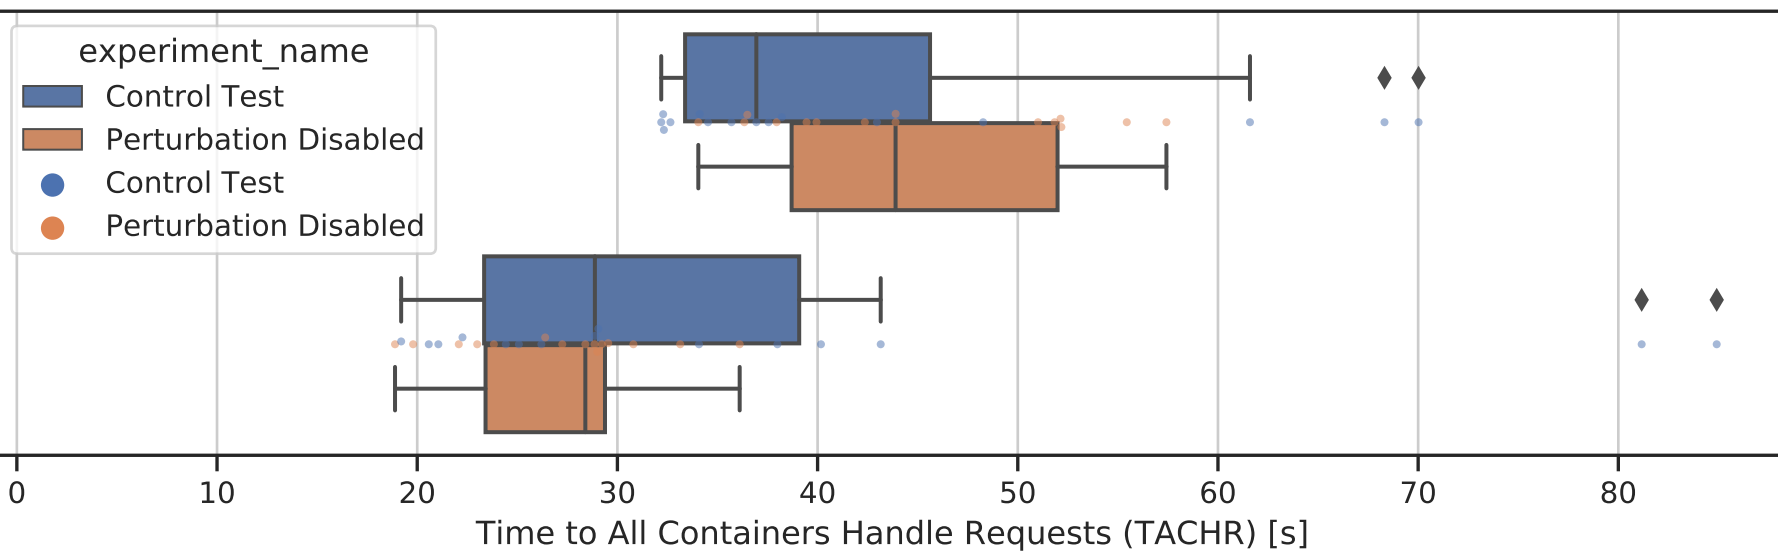 experiment_name
Control Test
Perturbation Disabled
Control Test
Perturbation Disabled
0 10 20 30 40 50 60 70 80
Time to All Containers Handle Requests (TACHR) [s]